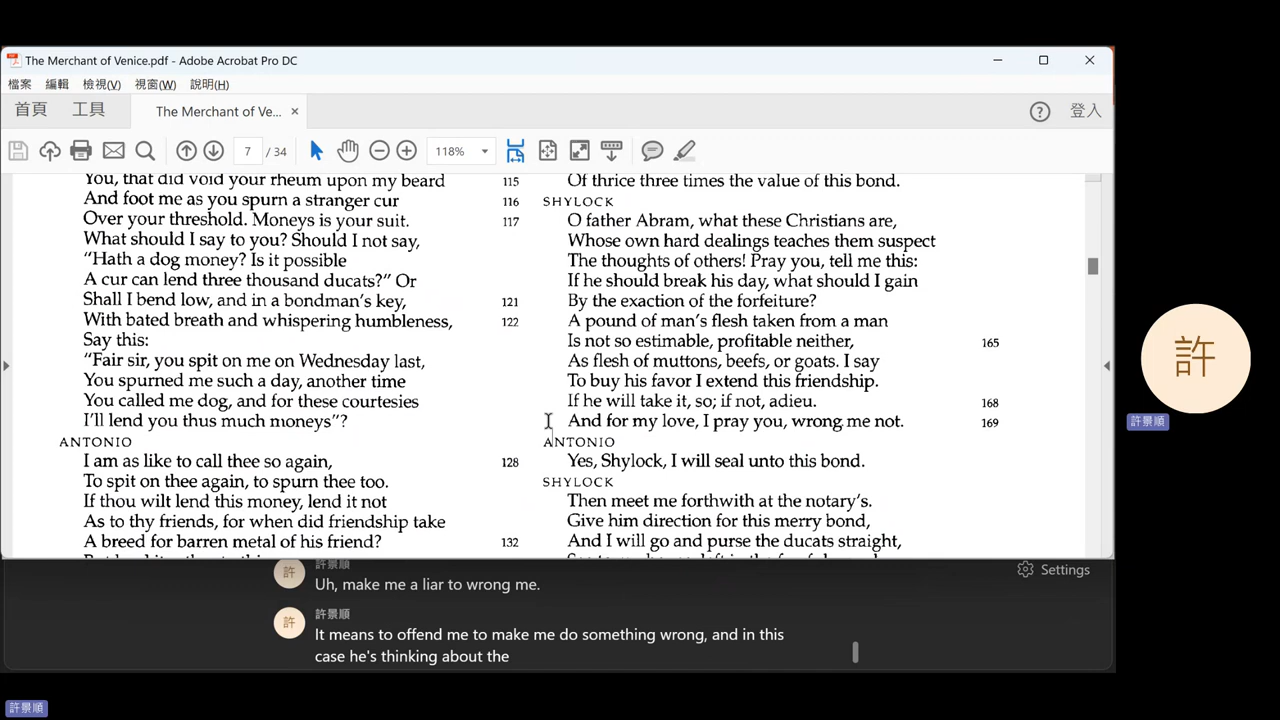 The Merchant of Venice.pdf - Adobe Acrobat Pro DC
檔案 編輯 檢視(V) 視窗(W) 說明(H)
首頁 工具 The Merchant of Ve... × ? 登入
7 / 34 118%
You, that did void your rheum upon my beard 115
And foot me as you spurn a stranger cur 116
Over your threshold. Moneys is your suit. 117
What should I say to you? Should I not say,
“Hath a dog money? Is it possible
A cur can lend three thousand ducats?” Or
Shall I bend low, and in a bondman’s key, 121
With bated breath and whispering humbleness, 122
Say this:
“Fair sir, you spit on me on Wednesday last,
You spurned me such a day, another time
You called me dog, and for these courtesies
I’ll lend you thus much moneys”?
ANTONIO
I am as like to call thee so again, 128
To spit on thee again, to spurn thee too.
If thou wilt lend this money, lend it not
As to thy friends, for when did friendship take
A breed for barren metal of his friend? 132
Of thrice three times the value of this bond.
SHYLOCK
O father Abram, what these Christians are,
Whose own hard dealings teaches them suspect
The thoughts of others! Pray you, tell me this:
If he should break his day, what should I gain
By the exaction of the forfeiture?
A pound of man’s flesh taken from a man
Is not so estimable, profitable neither, 165
As flesh of muttons, beefs, or goats. I say
To buy his favor I extend this friendship.
If he will take it, so; if not, adieu. 168
And for my love, I pray you, wrong me not. 169
ANTONIO
Yes, Shylock, I will seal unto this bond.
SHYLOCK
Then meet me forthwith at the notary’s.
Give him direction for this merry bond,
And I will go and purse the ducats straight,
許
許景順
Settings
許
許景順
Uh, make me a liar to wrong me.
許
許景順
It means to offend me to make me do something wrong, and in this
case he's thinking about the
許景順